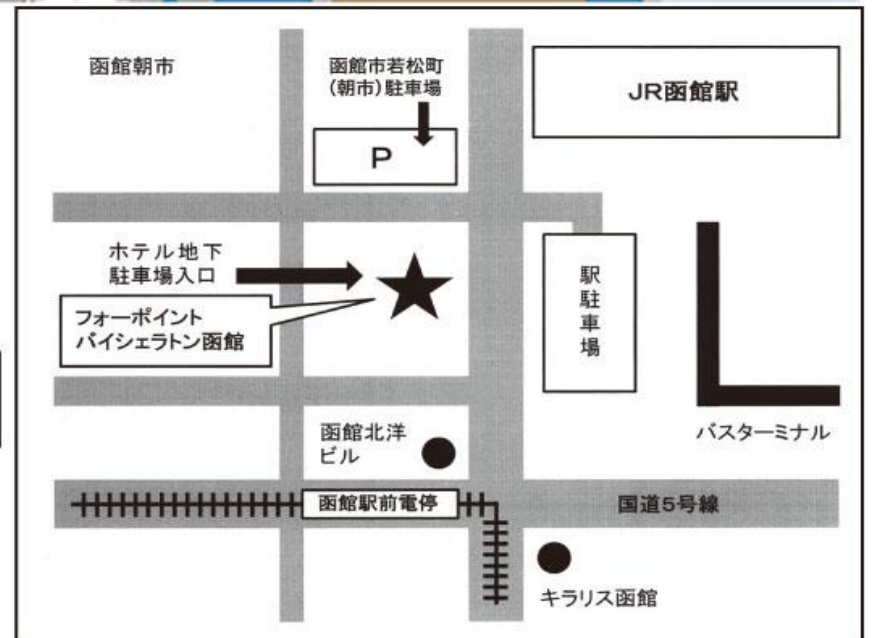 函館朝市
函館市若松町
(朝市)駐車場
P
JR函館駅
ホテル地下
駐車場入口
フォーポイント
バイシェラトン函館
駅駐車場
バスターミナル
函館北洋
ビル
函館駅前電停
国道5号線
キラリス函館